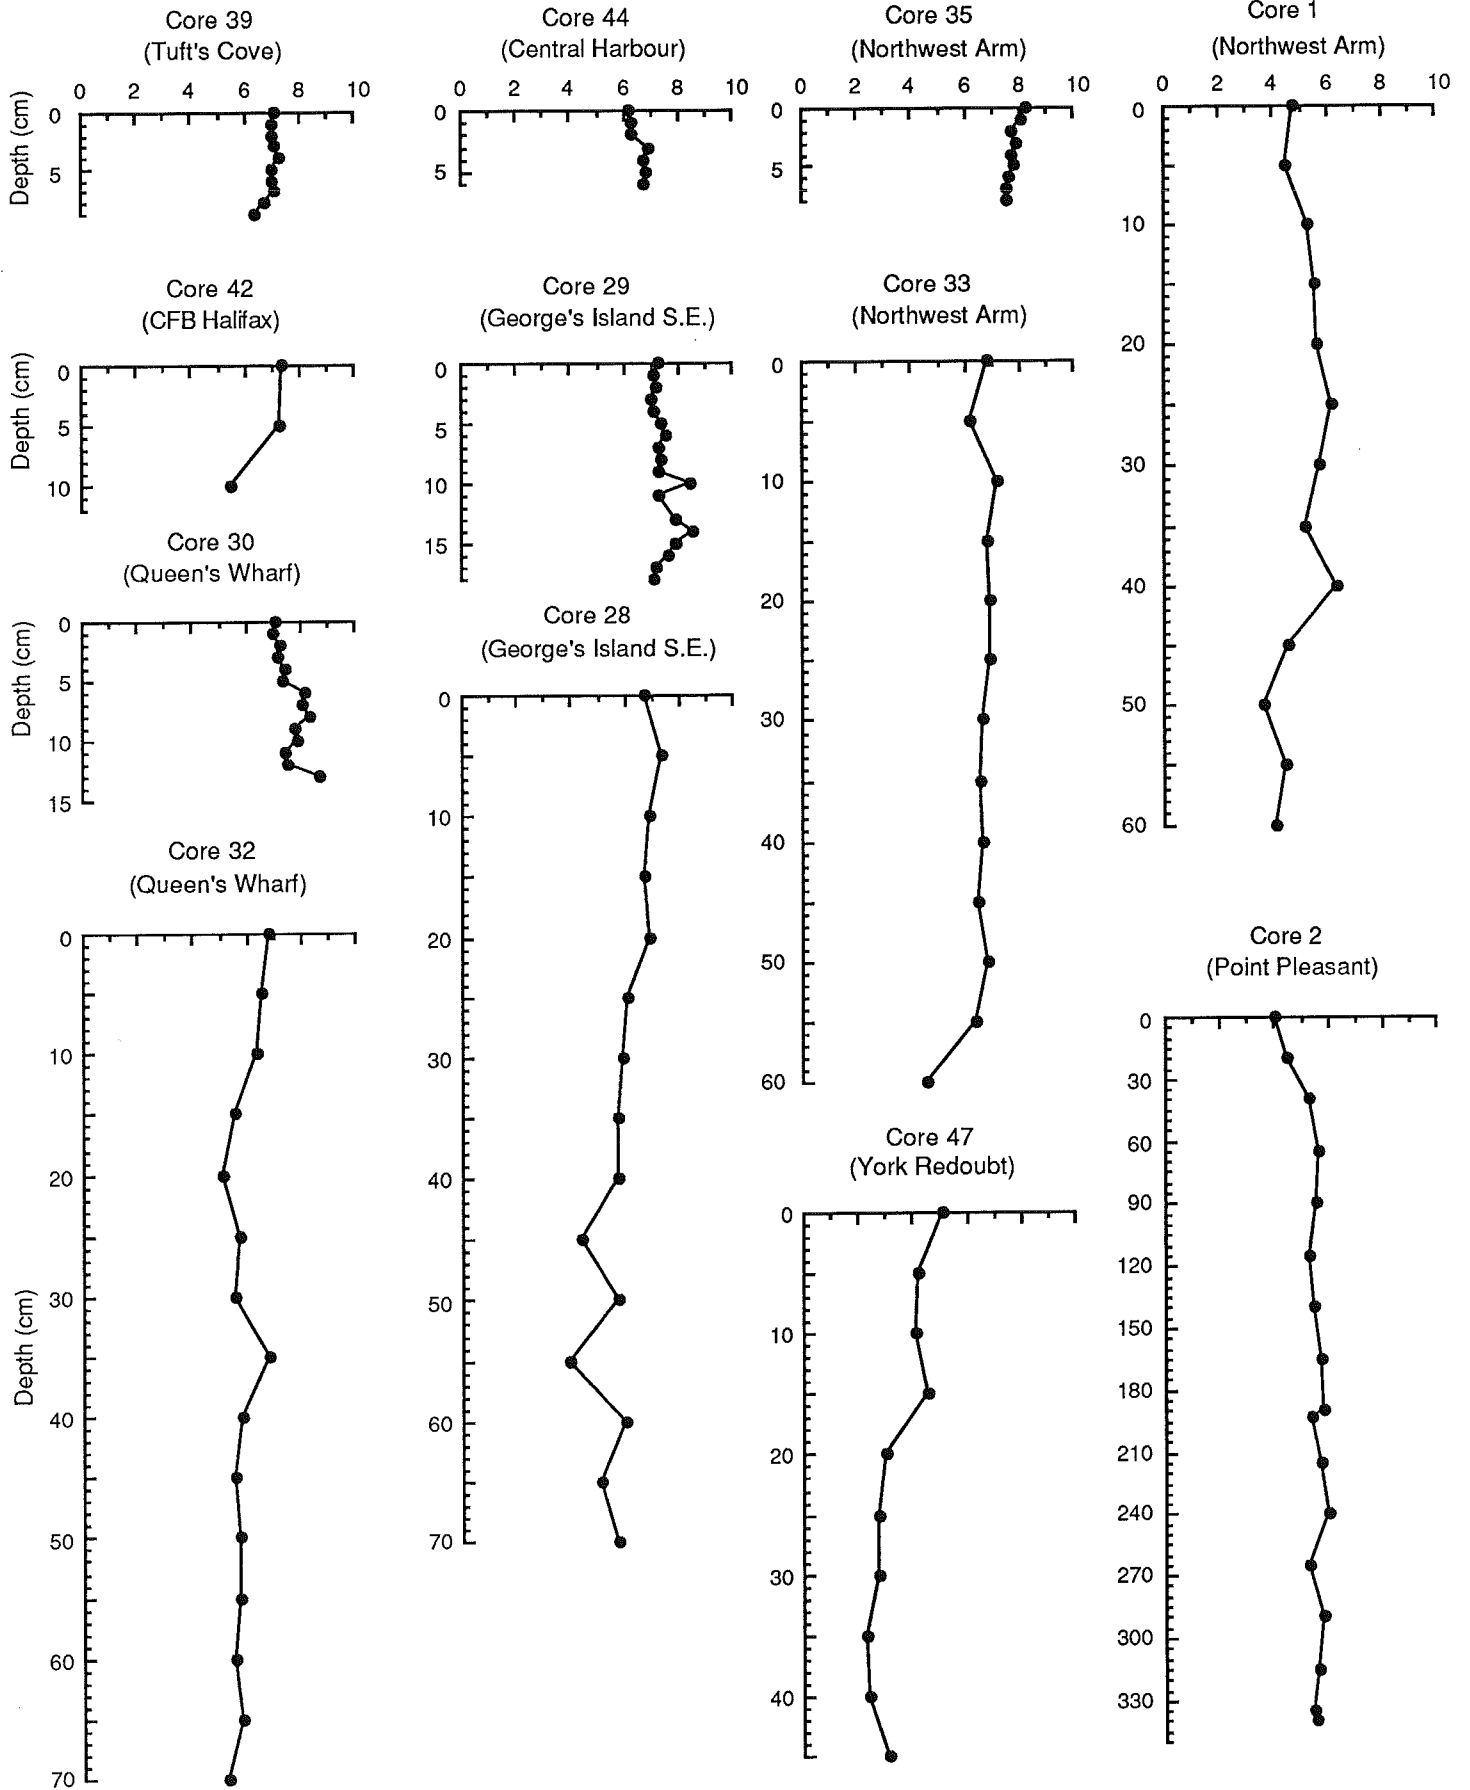 Core 39
(Tuft's Cove)
0 2 4 6 8 10
Depth (cm)
0
5
Core 42
(CFB Halifax)
Depth (cm)
0
5
10
Core 30
(Queen's Wharf)
Depth (cm)
0
5
10
15
Core 32
(Queen's Wharf)
Depth (cm)
0
10
20
30
40
50
60
70
Core 44
(Central Harbour)
0 2 4 6 8 10
0
5
Core 29
(George's Island S.E.)
0
5
10
15
Core 28
(George's Island S.E.)
0
10
20
30
40
50
60
70
Core 35
(Northwest Arm)
0 2 4 6 8 10
0
5
Core 33
(Northwest Arm)
0
10
20
30
40
50
60
Core 47
(York Redoubt)
0
10
20
30
40
Core 1
(Northwest Arm)
0 2 4 6 8 10
0
10
20
30
40
50
60
Core 2
(Point Pleasant)
0
30
60
90
120
150
180
210
240
270
300
330